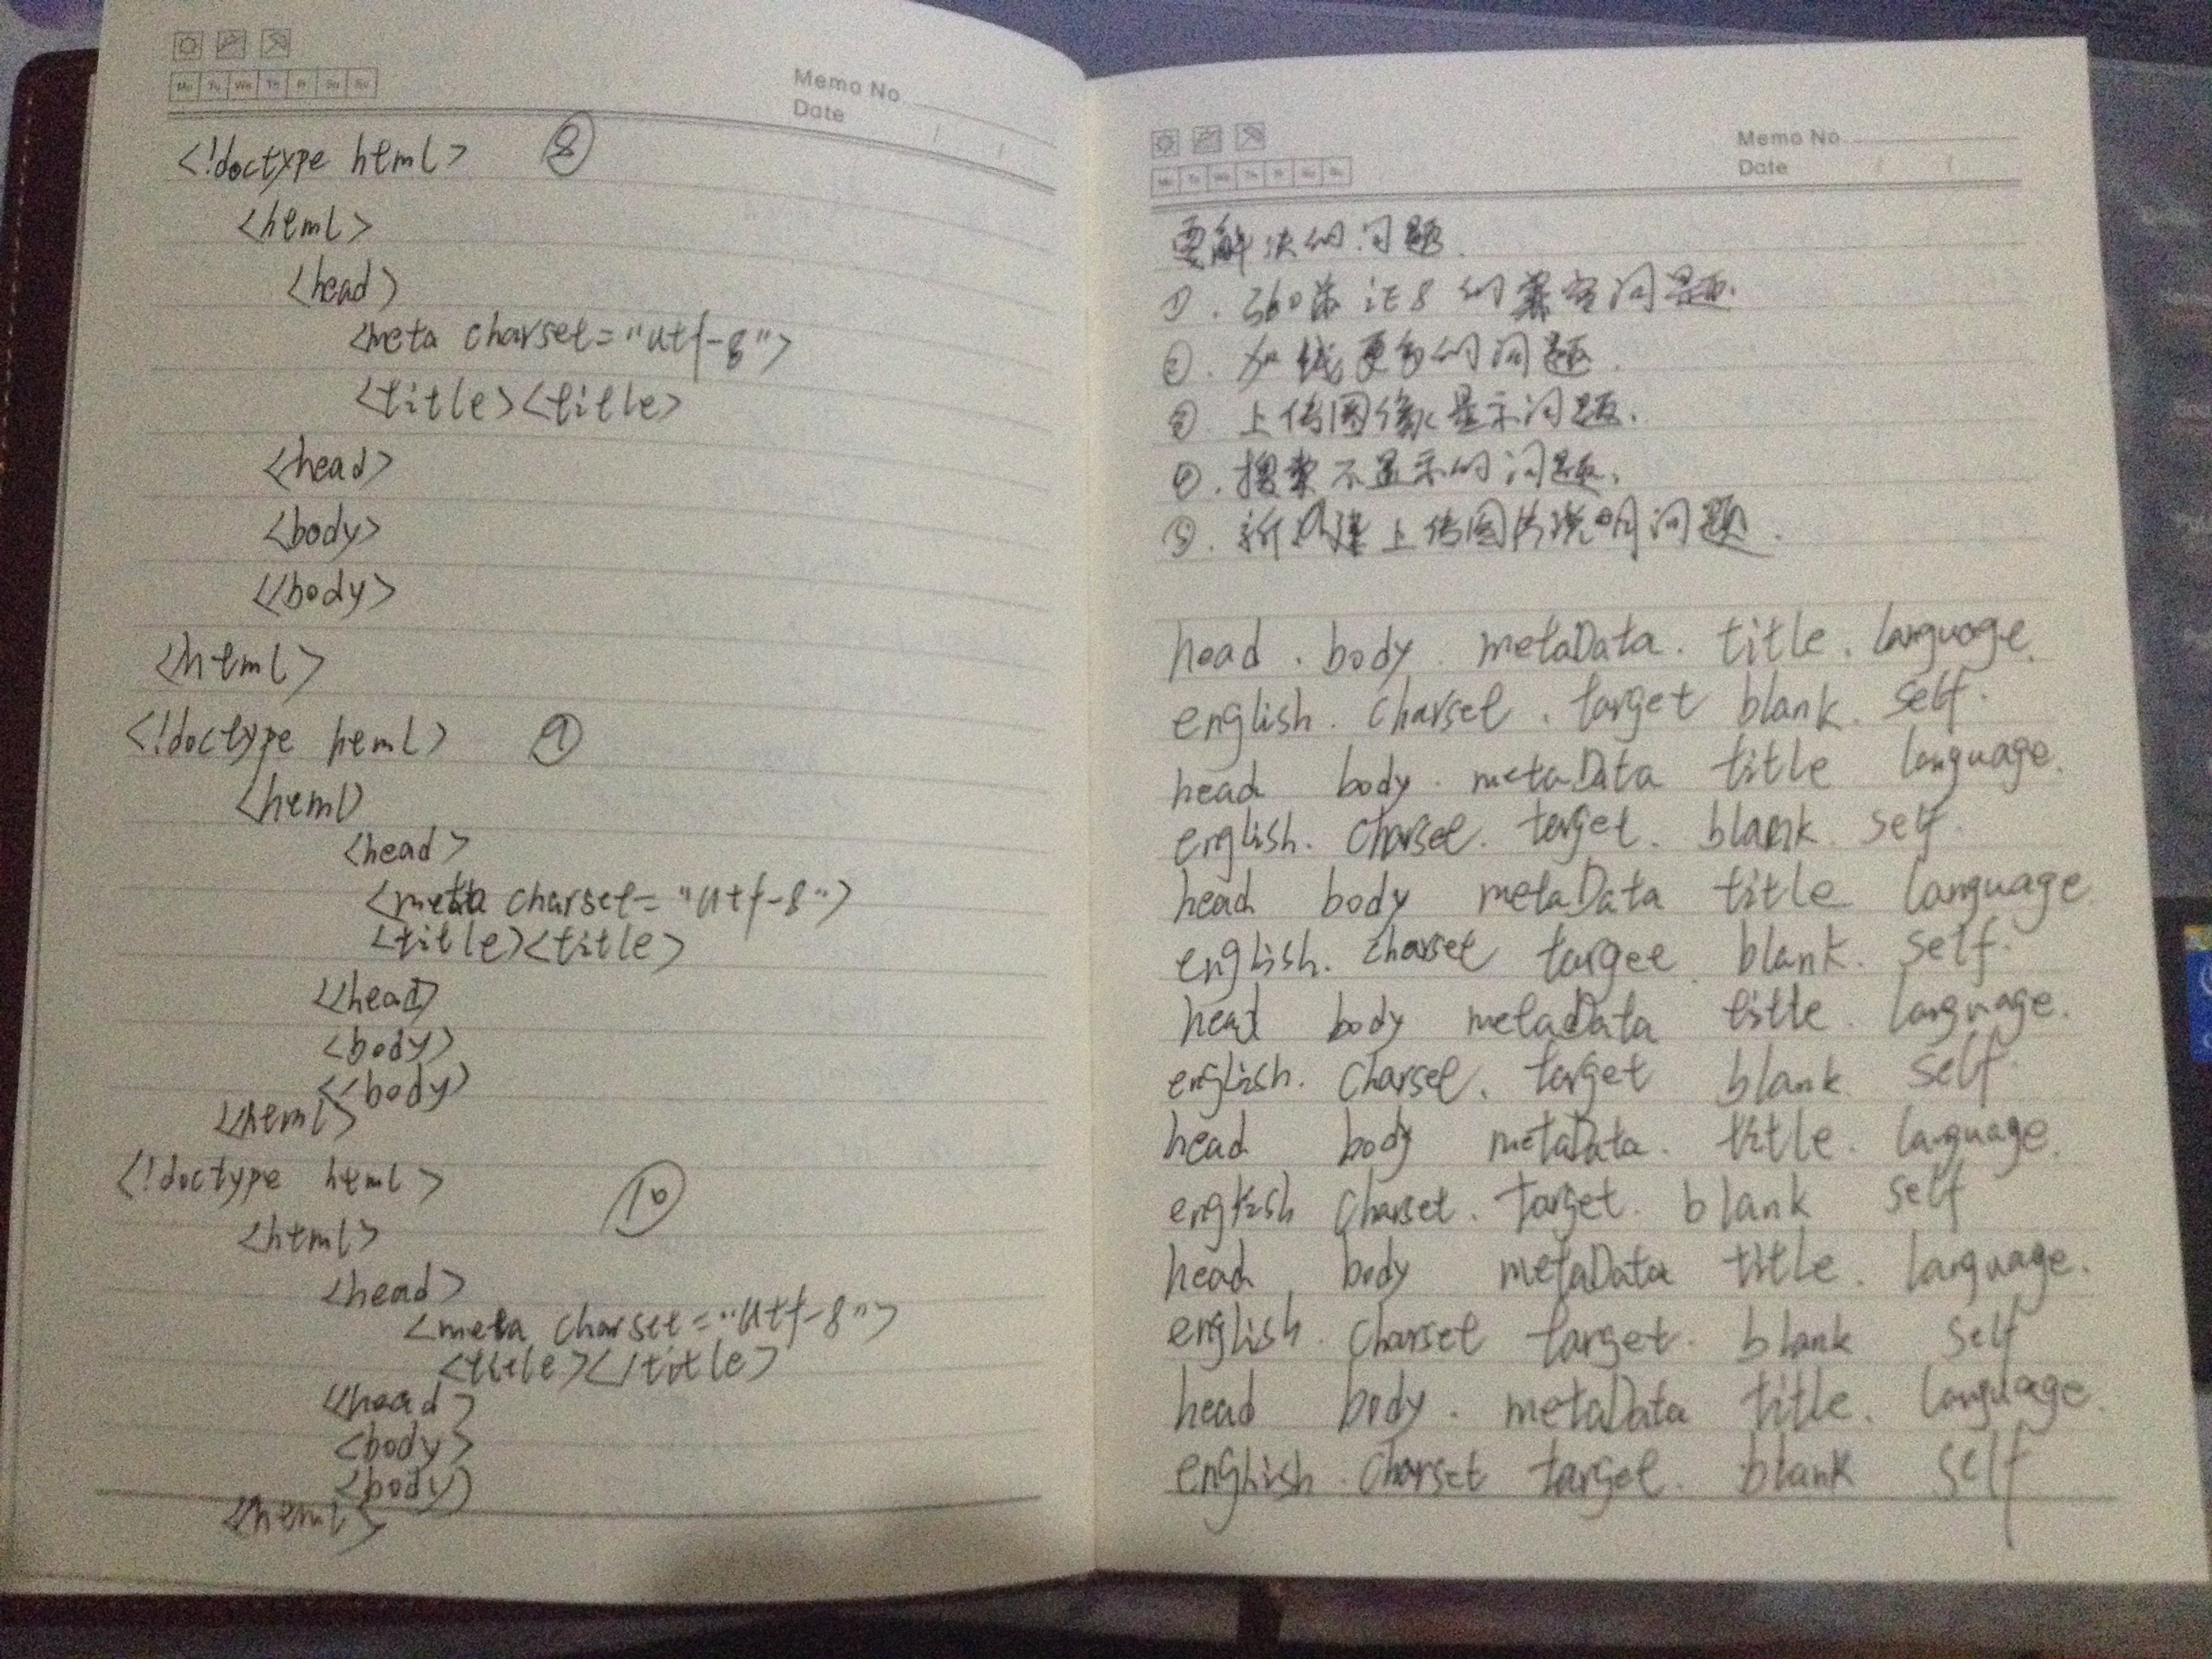 Mo Tu We Th Fr Sa Su
Memo No.
Date / /
<!doctype html> ⑧
<html>
<head>
<meta charset="utf-8">
<title><title>
</head>
<body>
</body>
</html>
<!doctype html> ⑨
<html>
<head>
<meta charset="utf-8">
<title><title>
</head>
<body>
</body>
</html>
<!doctype html> ⑩
<html>
<head>
<meta charset="utf-8">
<title></title>
</head>
<body>
<body>
</html>
Mo Tu We Th Fr Sa Su
Memo No.
Date / /
要解决的问题.
①. 360 兼 iE8 的兼容问题.
②. 加线更多的问题.
③. 上传图像显示问题.
④. 搜索不显示的问题.
⑤. 新 建上传图片说明问题.
head . body . metaData . title . language.
english . charset . target blank . self .
head body . metaData title language.
english . charset . target . blank . self .
head body metaData title language.
english . charset target . blank . self .
head body metadData title . language.
english . charset . target blank self .
head body metaData . title . language.
english charset . target . blank self
head body metaData title . language.
english . charset target . blank self
head body . metaData title . language.
english . charset target . blank self